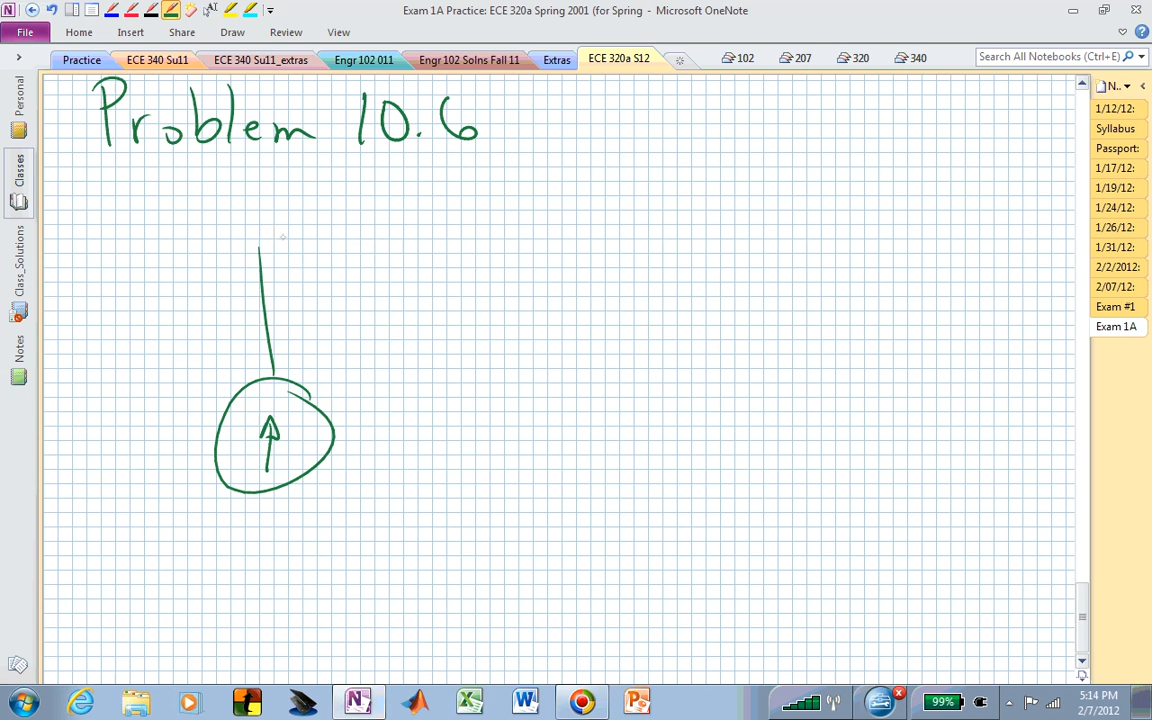 Exam 1A Practice: ECE 320a Spring 2001 (for Spring - Microsoft OneNote
File Home Insert Share Draw Review View
Practice ECE 340 Su11 ECE 340 Su11_extras Engr 102 011 Engr 102 Solns Fall 11 Extras ECE 320a S12 102 207 320 340 Search All Notebooks (Ctrl+E)
Problem 10.6
Personal
Classes
Class_Solutions
Notes
N..
1/12/12:
Syllabus
Passport:
1/17/12:
1/19/12:
1/24/12:
1/26/12:
1/31/12:
2/2/2012:
2/07/12:
Exam #1
Exam 1A
99%
5:14 PM
2/7/2012